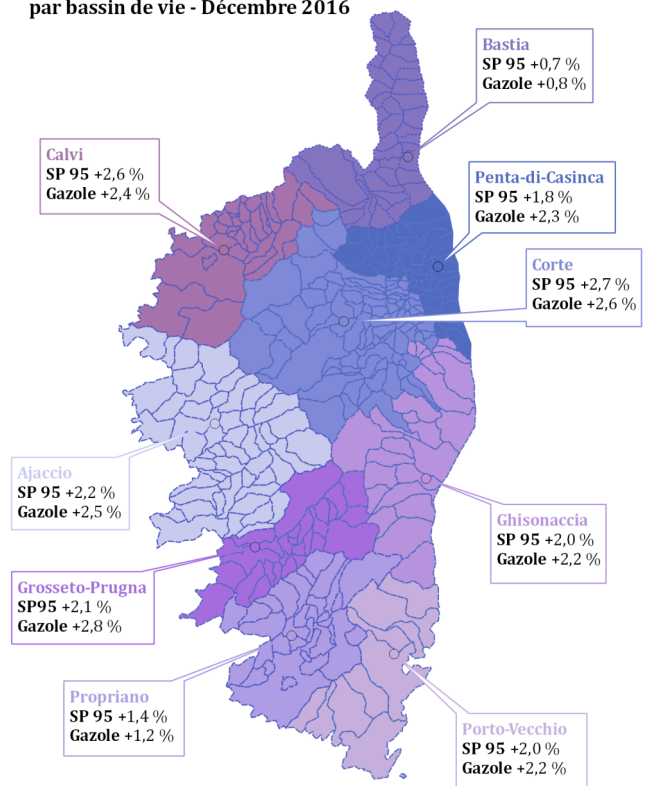 par bassin de vie - Décembre 2016
Bastia
SP 95 +0,7 %
Gazole +0,8 %
Calvi
SP 95 +2,6 %
Gazole +2,4 %
Penta-di-Casinca
SP 95 +1,8 %
Gazole +2,3 %
Corte
SP 95 +2,7 %
Gazole +2,6 %
Ajaccio
SP 95 +2,2 %
Gazole +2,5 %
Ghisonaccia
SP 95 +2,0 %
Gazole +2,2 %
Grosseto-Prugna
SP95 +2,1 %
Gazole +2,8 %
Propriano
SP 95 +1,4 %
Gazole +1,2 %
Porto-Vecchio
SP 95 +2,0 %
Gazole +2,2 %